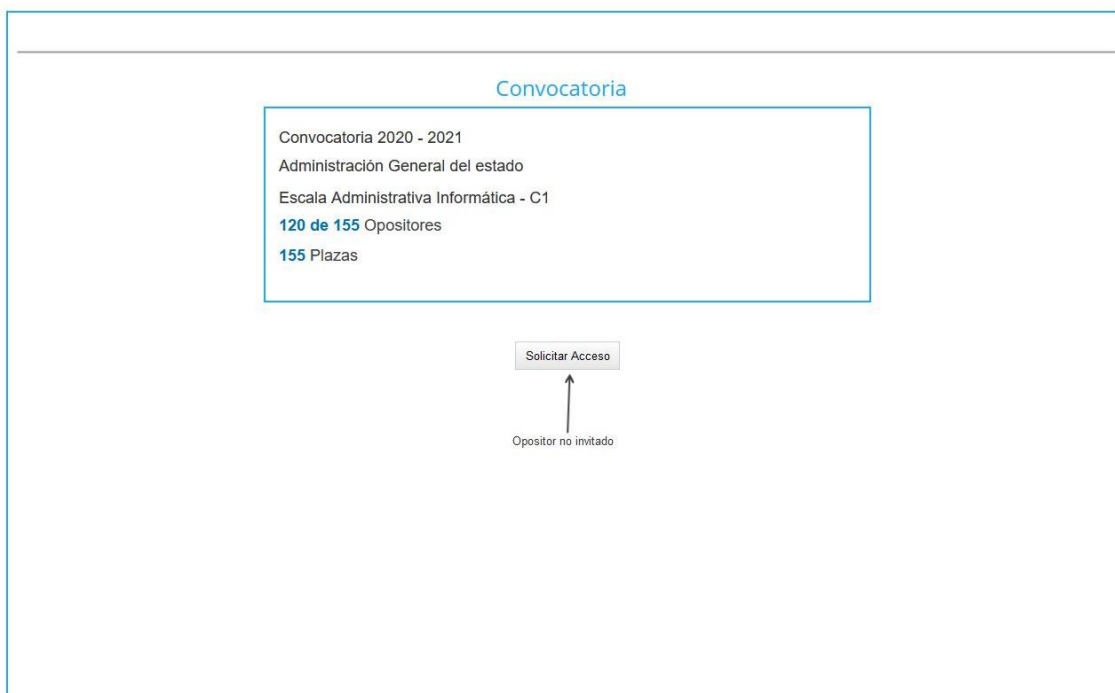 Convocatoria
Convocatoria 2020 - 2021
Administración General del estado
Escala Administrativa Informática - C1
120 de 155 Opositores
155 Plazas
Solicitar Acceso
Opositor no invitado